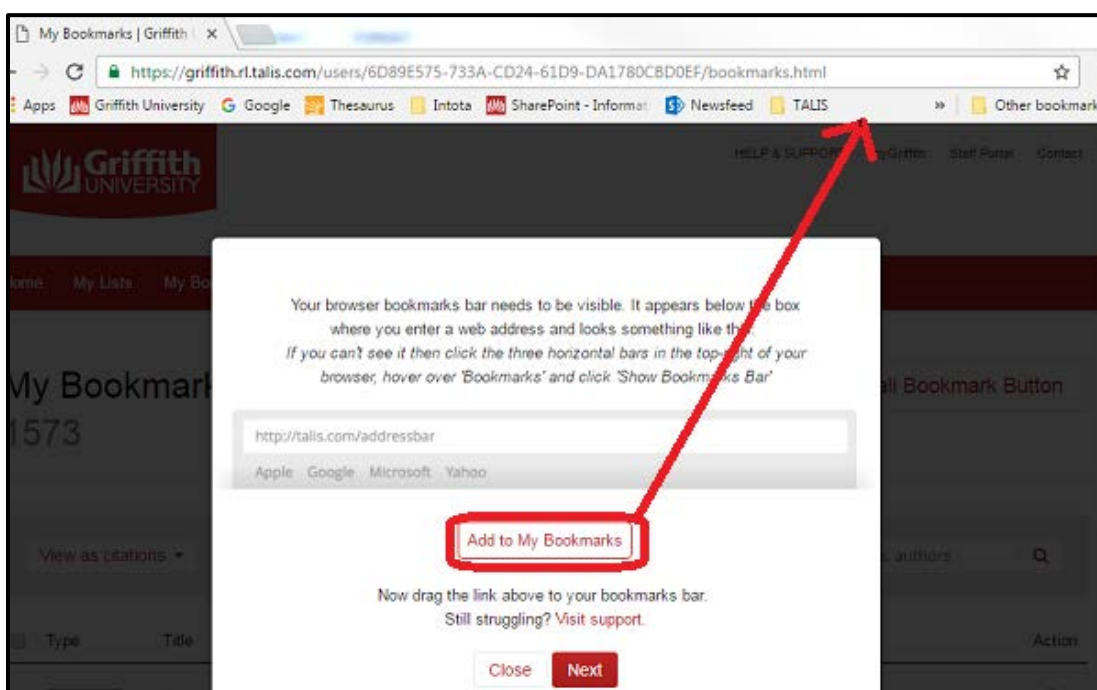 My Bookmarks | Griffith
https://griffith.rl.talis.com/users/6D89E575-733A-CD24-61D9-DA1780CBD0EF/bookmarks.html
Apps Griffith University G Google Thesaurus Intota SharePoint - Informat Newsfeed TALIS » Other bookmark
Griffith
UNIVERSITY
HELP & SUPPORT Staff Portal Contact
ome My Lists My Bo
Your browser bookmarks bar needs to be visible. It appears below the box
where you enter a web address and looks something like this.
If you can't see it then click the three horizontal bars in the top-right of your
browser, hover over 'Bookmarks' and click 'Show Bookmarks Bar'
My Bookmark
all Bookmark Button
1573
http://talis.com/addressbar
Apple Google Microsoft Yahoo
Add to My Bookmarks
View as citations
authors
Now drag the link above to your bookmarks bar.
Still struggling? Visit support.
Type Title Action
Close Next